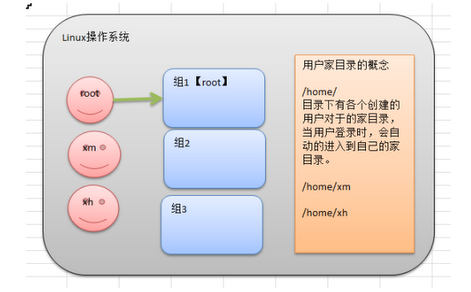 Linux操作系统
root
组1【root】
xm
组2
xh
组3
用户家目录的概念
/home/
目录下有各个创建的
用户对于的家目录，
当用户登录时，会自
动的进入到自己的家
目录。
/home/xm
/home/xh